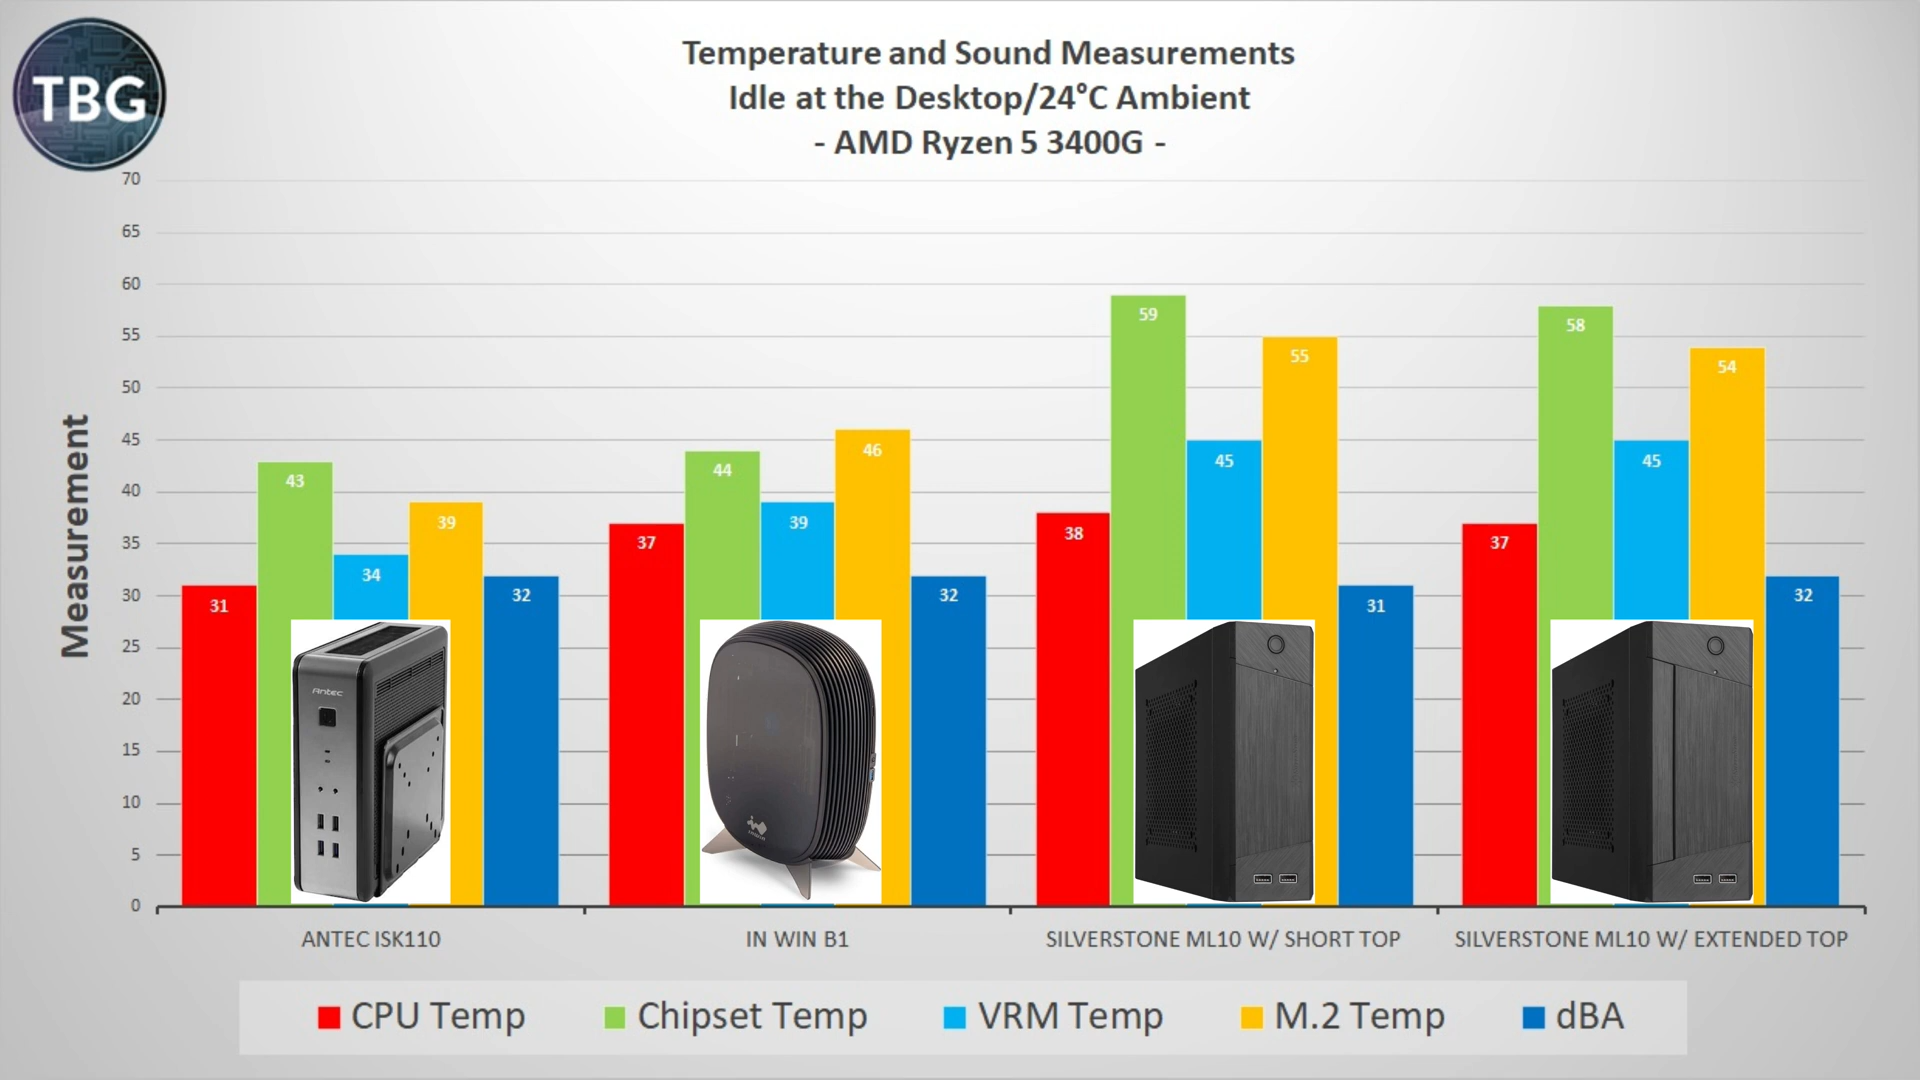 TBG
Temperature and Sound Measurements
Idle at the Desktop/24°C Ambient
- AMD Ryzen 5 3400G -
Measurement
70
65
60
55
50
45
40
35
30
25
20
15
10
5
0
31
43
34
39
32
37
44
39
46
32
38
59
45
55
31
37
58
45
54
32
Antec
ANTEC ISK110
IN WIN B1
SILVERSTONE ML10 W/ SHORT TOP
SILVERSTONE ML10 W/ EXTENDED TOP
CPU Temp
Chipset Temp
VRM Temp
M.2 Temp
dBA